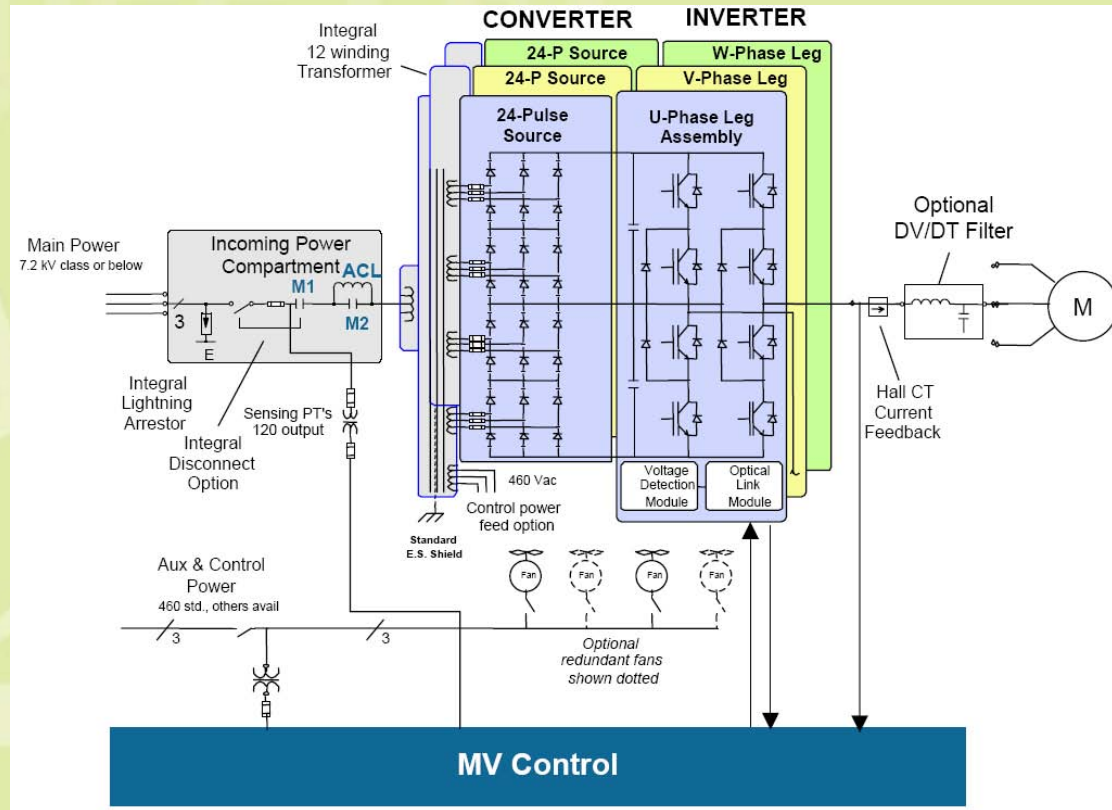 CONVERTER
INVERTER
Integral
12 winding
Transformer
24-P Source
W-Phase Leg
24-P Source
V-Phase Leg
24-Pulse
Source
U-Phase Leg
Assembly
Main Power
7.2 kV class or below
Incoming Power
Compartment
ACL
M1
M2
3
E
Integral
Lightning
Arrestor
Integral
Disconnect
Option
Sensing PT's
120 output
Optional
DV/DT Filter
M
Hall CT
Current
Feedback
Voltage
Detection
Module
Optical
Link
Module
460 Vac
Control power
feed option
Standard
E.S. Shield
Aux & Control
Power
460 std., others avail
3
3
Fan
Fan
Fan
Fan
Optional
redundant fans
shown dotted
MV Control